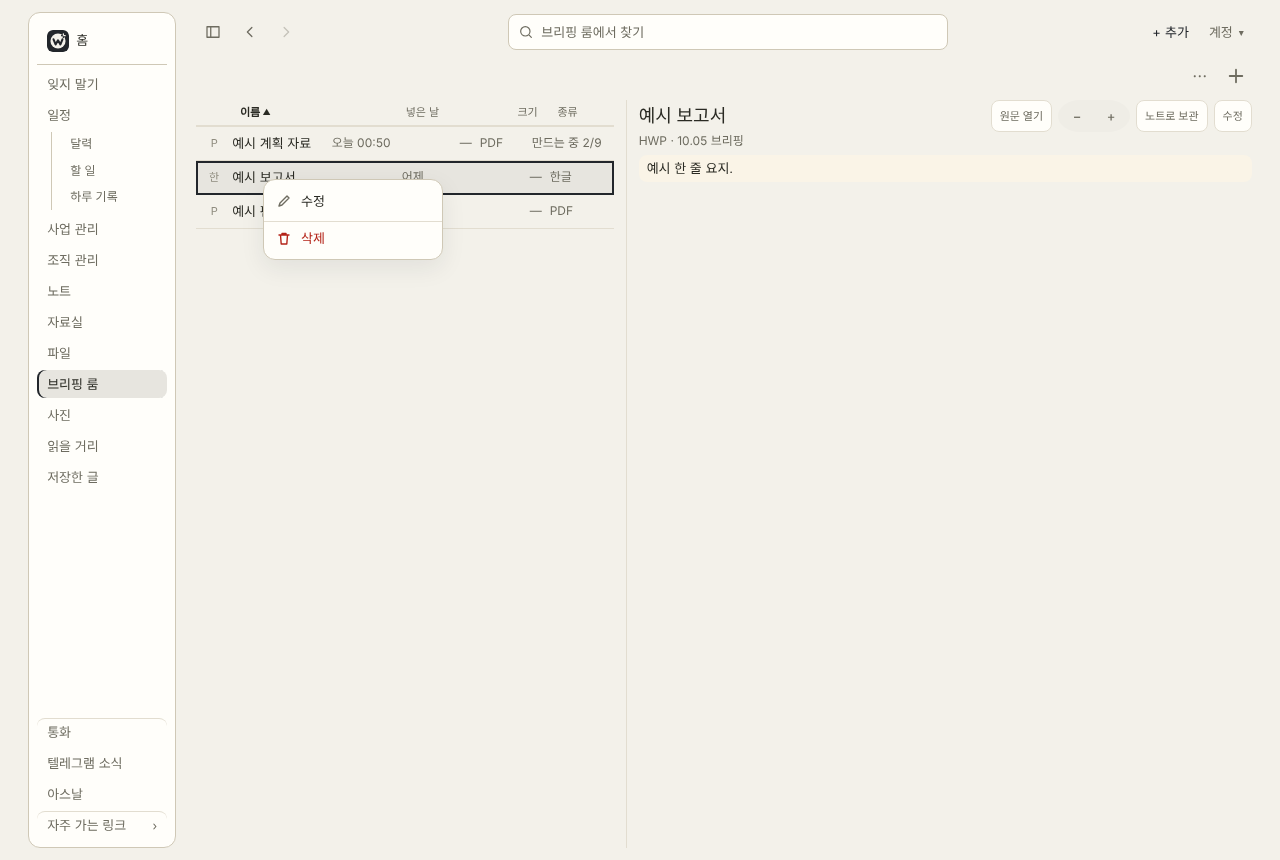 홈
잊지 말기
일정
달력
할 일
하루 기록
사업 관리
조직 관리
노트
자료실
파일
브리핑 룸
사진
읽을 거리
저장한 글
통화
텔레그램 소식
아스날
자주 가는 링크 ›
브리핑 룸에서 찾기
+ 추가 계정 ▾
···
이름 ▲ 넣은 날 크기 종류
P 예시 계획 자료 오늘 00:50 — PDF 만드는 중 2/9
한 예시 보고서 어제 — 한글
P 예시 — PDF
수정
삭제
예시 보고서
원문 열기 − + 노트로 보관 수정
HWP · 10.05 브리핑
예시 한 줄 요지.